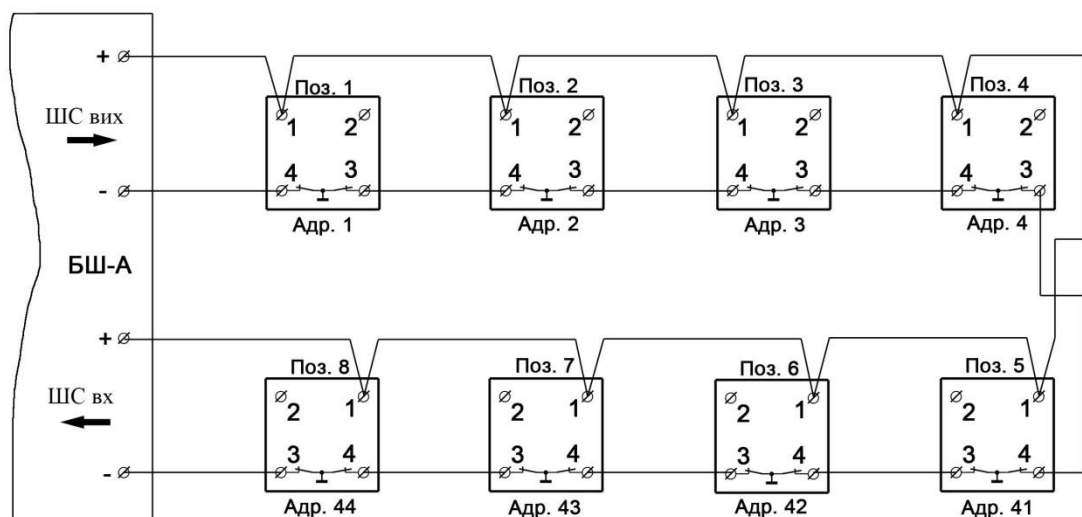 +
Поз. 1 Поз. 2 Поз. 3 Поз. 4
ШС вих
1 2 1 2 1 2 1 2
4 3 4 3 4 3 4 3
-
Адр. 1 Адр. 2 Адр. 3 Адр. 4
БШ-А
+
Поз. 8 Поз. 7 Поз. 6 Поз. 5
ШС вх
2 1 2 1 2 1 2 1
3 4 3 4 3 4 3 4
-
Адр. 44 Адр. 43 Адр. 42 Адр. 41